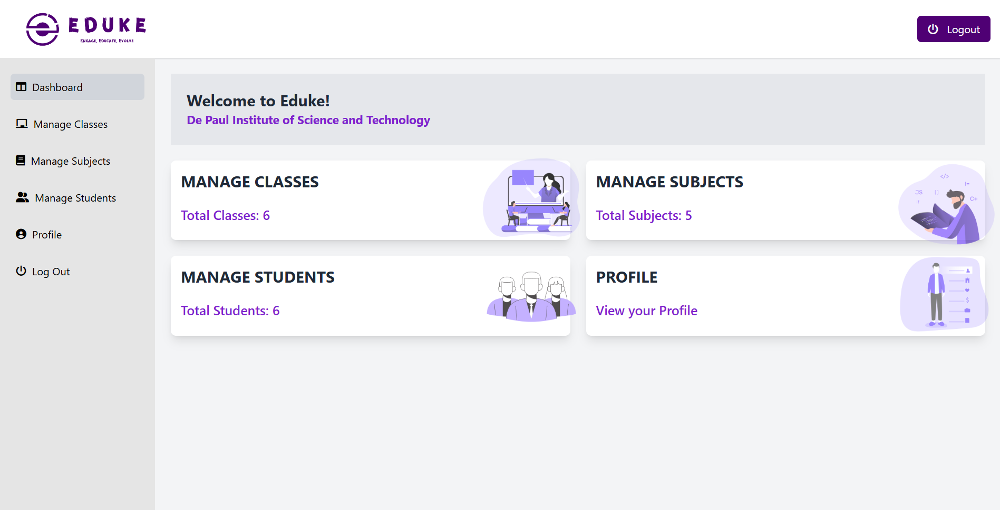 EDUKE
Engage, Educate, Evolve
Logout
Dashboard
Manage Classes
Manage Subjects
Manage Students
Profile
Log Out
Welcome to Eduke!
De Paul Institute of Science and Technology
MANAGE CLASSES
Total Classes: 6
MANAGE SUBJECTS
Total Subjects: 5
</>
!=
JS
[ ]
if
C+
MANAGE STUDENTS
Total Students: 6
PROFILE
View your Profile
$